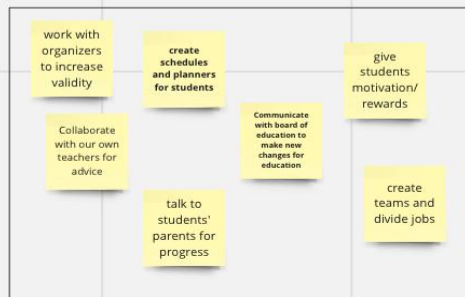 work with
organizers
to increase
validity
create
schedules
and planners
for students
give
students
motivation/
rewards
Collaborate
with our own
teachers for
advice
Communicate
with board of
education to
make new
changes for
education
talk to
students'
parents for
progress
create
teams and
divide jobs